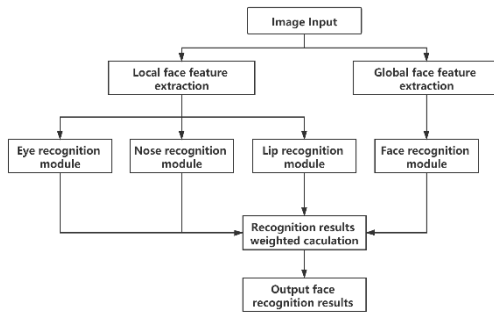 Image Input
Local face feature
extraction
Global face feature
extraction
Eye recognition
module
Nose recognition
module
Lip recognition
module
Face recognition
module
Recognition results
weighted caculation
Output face
recognition results